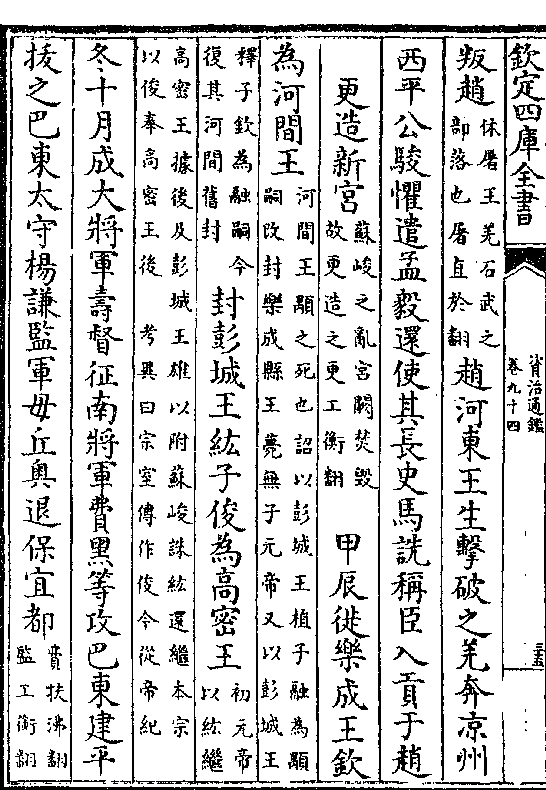 欽定四庫全書
資治通鑑
卷九十四
三五
叛趙休屠王羌石武之部落也屠直於翻趙河東王生擊破之羌奔凉州
西平公駿懼遣孟毅還使其長史馬詵稱臣入貢于趙
更造新宫蘇峻之亂宫闕焚毁故更造之更工衡翻 甲辰徙樂成王欽
為河間王河間王顒之死也詔以彭城王植子融為顒嗣改封樂成縣王薨無子元帝又以彭城王
釋子欽為融嗣今復其河間舊封封彭城王紘子俊為高密王初元帝以紘繼
高密王據後及彭城王雄以附蘇峻誅紘還繼本宗以俊奉高密王後 考異曰宗室傳作俊今從帝紀
冬十月成大將軍壽督征南將軍費黑等攻巴東建平
拔之巴東太守楊謙監軍毋丘奥退保宜都費扶沸翻監工銜翻